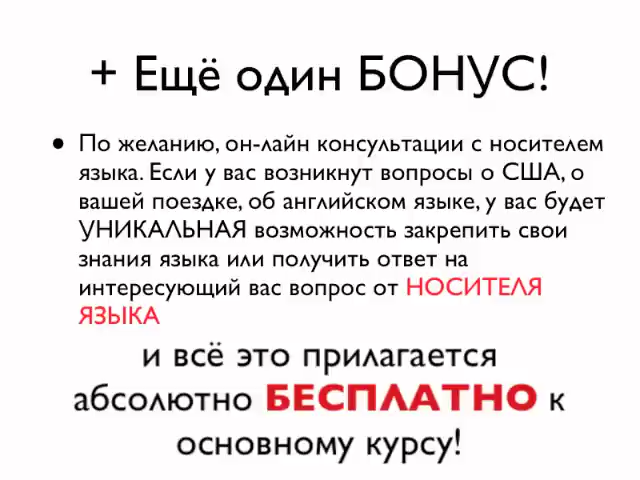 + Ещё один БОНУС!
• По желанию, он-лайн консультации с носителем
языка. Если у вас возникнут вопросы о США, о
вашей поездке, об английском языке, у вас будет
УНИКАЛЬНАЯ возможность закрепить свои
знания языка или получить ответ на
интересующий вас вопрос от НОСИТЕЛЯ
ЯЗЫКА
и всё это прилагается
абсолютно БЕСПЛАТНО к
основному курсу!